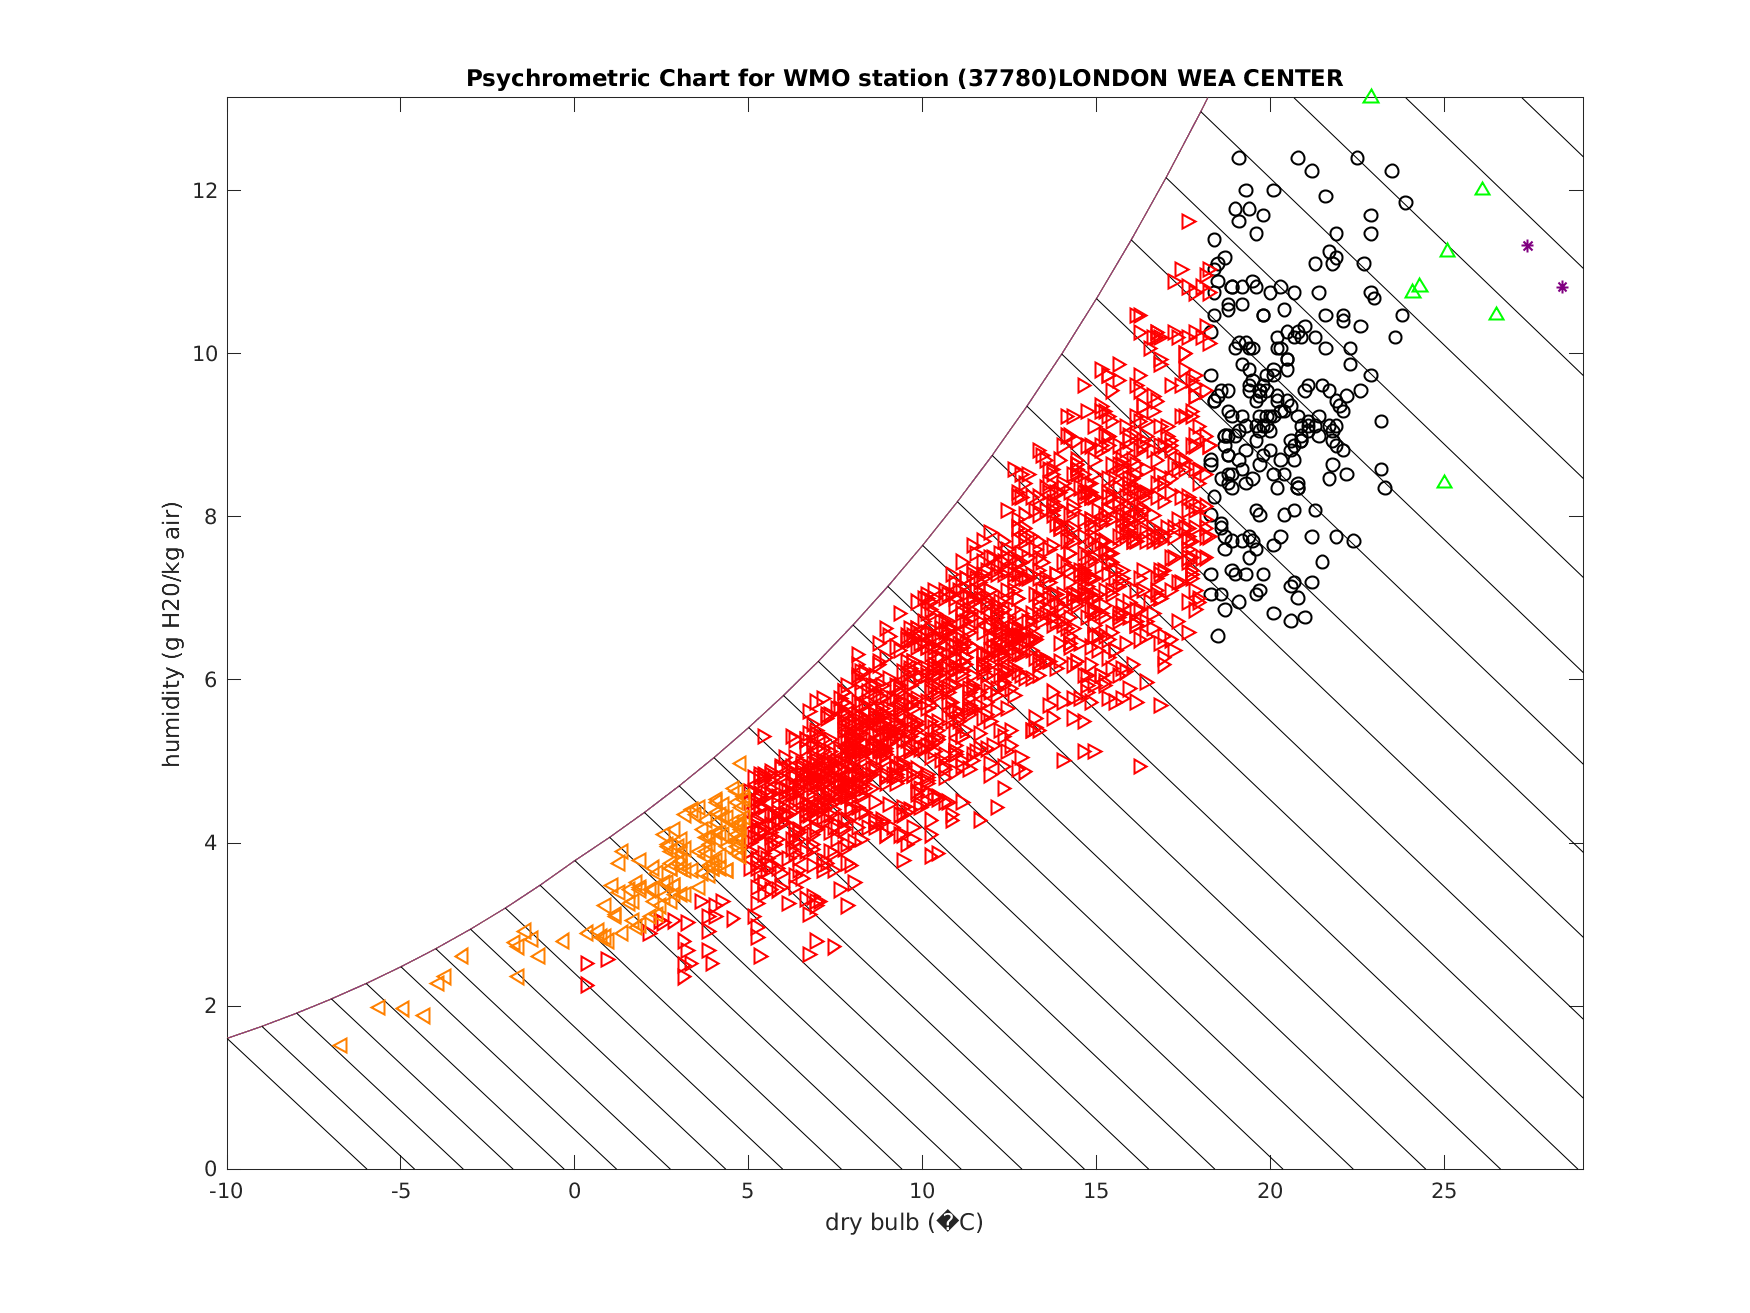 Psychrometric Chart for WMO station (37780)LONDON WEA CENTER
humidity (g H20/kg air)
12
10
8
6
4
2
0
-10 -5 0 5 10 15 20 25
dry bulb (�C)